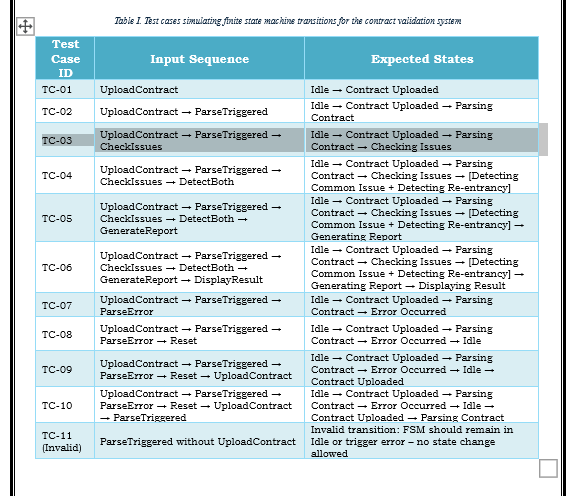 Table I. Test cases simulating finite state machine transitions for the contract validation system
Test
Case
ID
Input Sequence
Expected States
TC-01
UploadContract
Idle → Contract Uploaded
TC-02
UploadContract → ParseTriggered
Idle → Contract Uploaded → Parsing
Contract
TC-03
UploadContract → ParseTriggered →
CheckIssues
Idle → Contract Uploaded → Parsing
Contract → Checking Issues
TC-04
UploadContract → ParseTriggered →
CheckIssues → DetectBoth
Idle → Contract Uploaded → Parsing
Contract → Checking Issues → [Detecting
Common Issue + Detecting Re-entrancy]
TC-05
UploadContract → ParseTriggered →
CheckIssues → DetectBoth →
GenerateReport
Idle → Contract Uploaded → Parsing
Contract → Checking Issues → [Detecting
Common Issue + Detecting Re-entrancy] →
Generating Report
TC-06
UploadContract → ParseTriggered →
CheckIssues → DetectBoth →
GenerateReport → DisplayResult
Idle → Contract Uploaded → Parsing
Contract → Checking Issues → [Detecting
Common Issue + Detecting Re-entrancy] →
Generating Report → Displaying Result
TC-07
UploadContract → ParseTriggered →
ParseError
Idle → Contract Uploaded → Parsing
Contract → Error Occurred
TC-08
UploadContract → ParseTriggered →
ParseError → Reset
Idle → Contract Uploaded → Parsing
Contract → Error Occurred → Idle
TC-09
UploadContract → ParseTriggered →
ParseError → Reset → UploadContract
Idle → Contract Uploaded → Parsing
Contract → Error Occurred → Idle →
Contract Uploaded
TC-10
UploadContract → ParseTriggered →
ParseError → Reset → UploadContract
→ ParseTriggered
Idle → Contract Uploaded → Parsing
Contract → Error Occurred → Idle →
Contract Uploaded → Parsing Contract
TC-11
(Invalid)
ParseTriggered without UploadContract
Invalid transition: FSM should remain in
Idle or trigger error – no state change
allowed